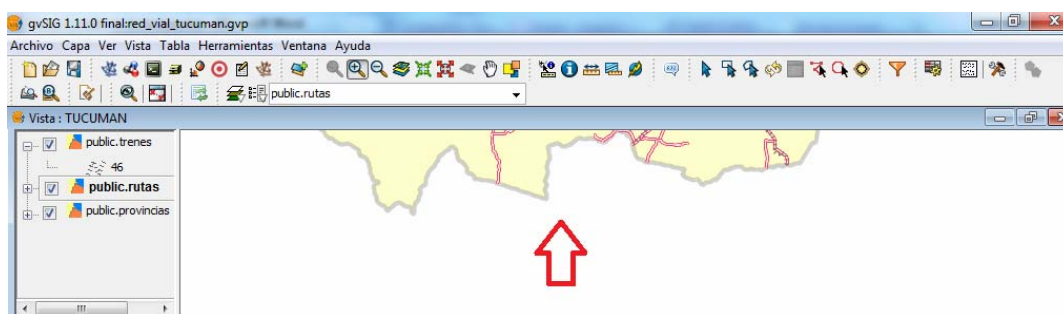 gvSIG 1.11.0 final:red_vial_tucuman.gvp
Archivo Capa Ver Vista Tabla Herramientas Ventana Ayuda
public.rutas
Vista : TUCUMAN
public.trenes
46
public.rutas
public.provincias